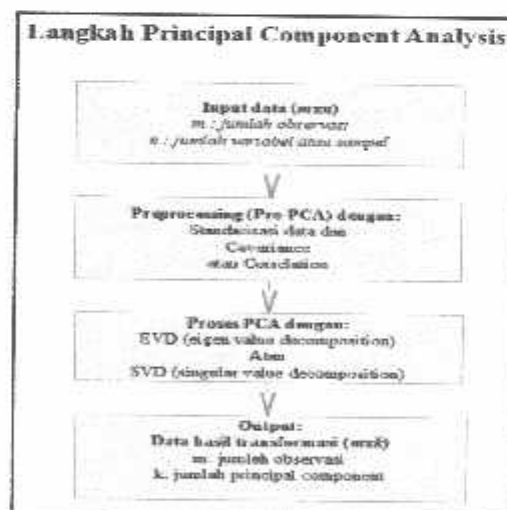 Langkah Principal Component Analysis
Input data (mxn)
m : jumlah observasi
n : jumlah variabel atau sampel
Preprocessing (Pre PCA) dengan:
Standarisasi data dan
Covariance
atau Correlation
Proses PCA dengan:
EVD (eigen value decomposition)
Atau
SVD (singular value decomposition)
Output:
Data hasil transformasi (mxk)
m: jumlah observasi
k: jumlah principal component